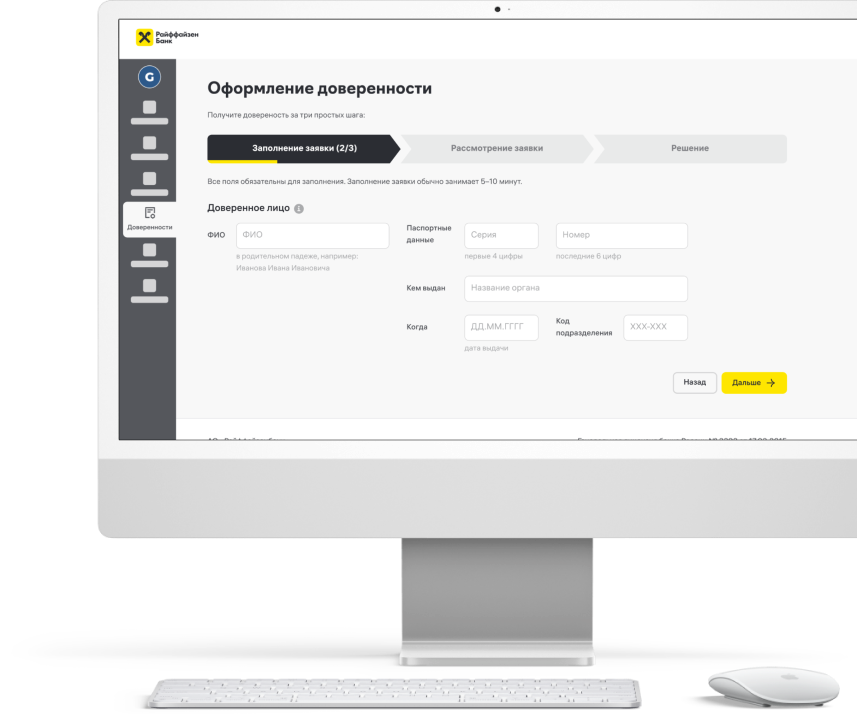 Райффайзен
Банк
G
Оформление доверенности
Получите довереность за три простых шага:
Заполнение заявки (2/3)
Рассмотрение заявки
Решение
Все поля обязательны для заполнения. Заполнение заявки обычно занимает 5–10 минут.
Доверенное лицо
Доверенности
ФИО
ФИО
в родительном падеже, например:
Иванова Ивана Ивановича
Паспортные
данные
Серия
Номер
первые 4 цифры
последние 6 цифр
Кем выдан
Название органа
Когда
ДД.ММ.ГГГГ
дата выдачи
Код
подразделения
XXX-XXX
Назад
Дальше →